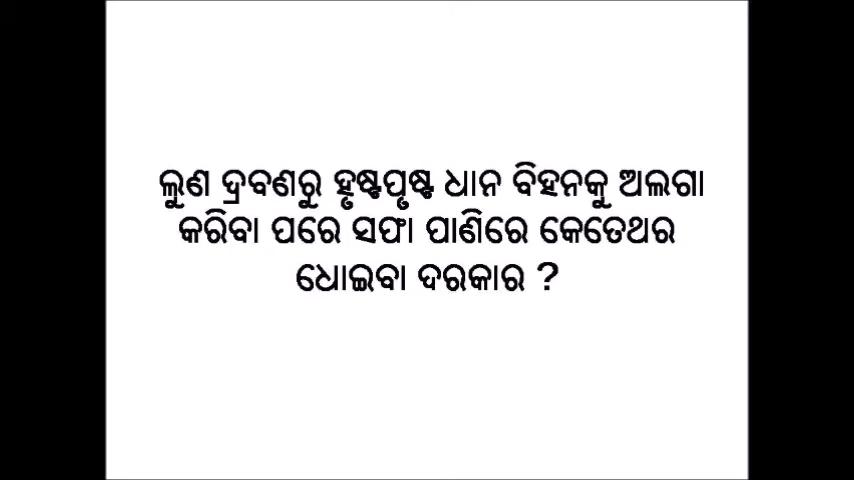 ଲୁଣ ଦ୍ରବଣରୁ ହୃଷ୍ଟପୃଷ୍ଟ ଧାନ ବିହନକୁ ଅଲଗା
କରିବା ପରେ ସଫା ପାଣିରେ କେତେଥର
ଧୋଇବା ଦରକାର ?